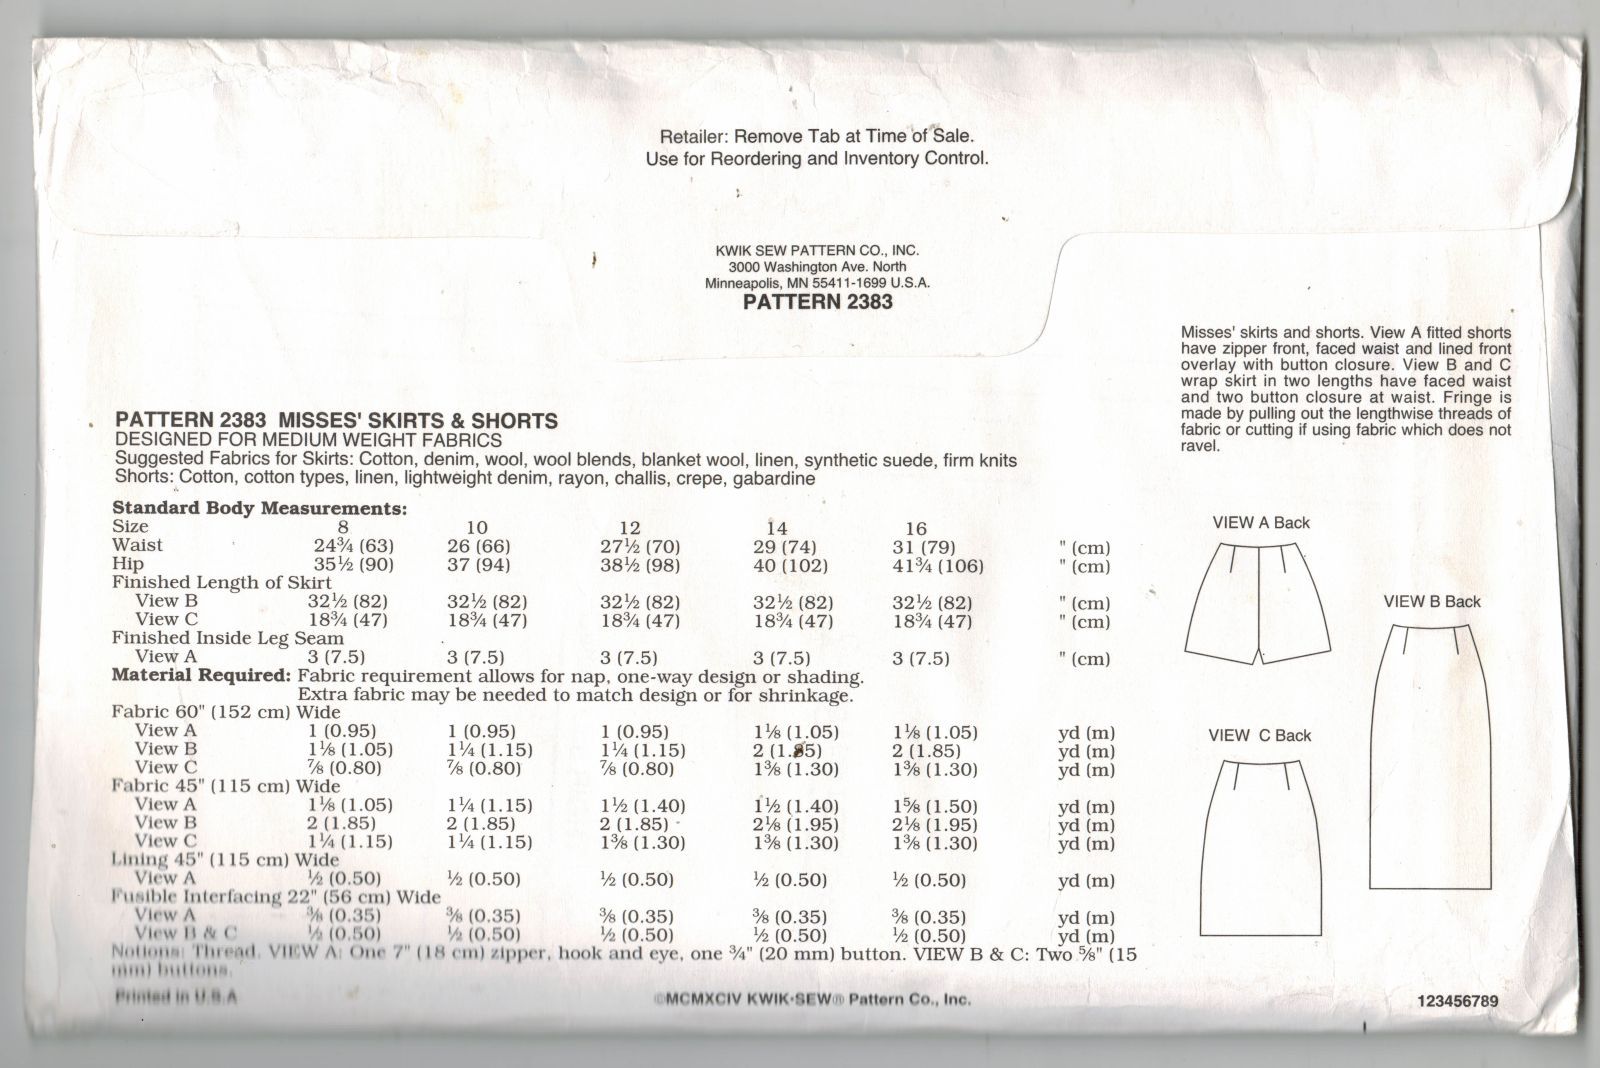 Retailer: Remove Tab at Time of Sale.
Use for Reordering and Inventory Control.
KWIK SEW PATTERN CO., INC.
3000 Washington Ave. North
Minneapolis, MN 55411-1699 U.S.A.
PATTERN 2383
Misses' skirts and shorts. View A fitted shorts
have zipper front, faced waist and lined front
overlay with button closure. View B and C
wrap skirt in two lengths have faced waist
and two button closure at waist. Fringe is
made by pulling out the lengthwise threads of
fabric or cutting if using fabric which does not
ravel.
PATTERN 2383 MISSES' SKIRTS & SHORTS
DESIGNED FOR MEDIUM WEIGHT FABRICS
Suggested Fabrics for Skirts: Cotton, denim, wool, wool blends, blanket wool, linen, synthetic suede, firm knits
Shorts: Cotton, cotton types, linen, lightweight denim, rayon, challis, crepe, gabardine
Standard Body Measurements:
Size 8 10 12 14 16
Waist 24¾ (63) 26 (66) 27½ (70) 29 (74) 31 (79) " (cm)
Hip 35½ (90) 37 (94) 38½ (98) 40 (102) 41¾ (106) " (cm)
Finished Length of Skirt
View B 32½ (82) 32½ (82) 32½ (82) 32½ (82) 32½ (82) " (cm)
View C 18¾ (47) 18¾ (47) 18¾ (47) 18¾ (47) 18¾ (47) " (cm)
Finished Inside Leg Seam
View A 3 (7.5) 3 (7.5) 3 (7.5) 3 (7.5) 3 (7.5) " (cm)
Material Required: Fabric requirement allows for nap, one-way design or shading.
Extra fabric may be needed to match design or for shrinkage.
Fabric 60" (152 cm) Wide
View A 1 (0.95) 1 (0.95) 1 (0.95) 1⅛ (1.05) 1⅛ (1.05) yd (m)
View B 1⅛ (1.05) 1¼ (1.15) 1¼ (1.15) 2 (1.85) 2 (1.85) yd (m)
View C ⅞ (0.80) ⅞ (0.80) ⅞ (0.80) 1⅜ (1.30) 1⅜ (1.30) yd (m)
Fabric 45" (115 cm) Wide
View A 1⅛ (1.05) 1¼ (1.15) 1½ (1.40) 1½ (1.40) 1⅝ (1.50) yd (m)
View B 2 (1.85) 2 (1.85) 2 (1.85) 2⅛ (1.95) 2⅛ (1.95) yd (m)
View C 1¼ (1.15) 1¼ (1.15) 1⅜ (1.30) 1⅜ (1.30) 1⅜ (1.30) yd (m)
Lining 45" (115 cm) Wide
View A ½ (0.50) ½ (0.50) ½ (0.50) ½ (0.50) ½ (0.50) yd (m)
Fusible Interfacing 22" (56 cm) Wide
View A ⅜ (0.35) ⅜ (0.35) ⅜ (0.35) ⅜ (0.35) ⅜ (0.35) yd (m)
View B & C ½ (0.50) ½ (0.50) ½ (0.50) ½ (0.50) ½ (0.50) yd (m)
Notions: Thread. VIEW A: One 7" (18 cm) zipper, hook and eye, one ¾" (20 mm) button. VIEW B & C: Two ⅝" (15
mm) buttons.
Printed in U.S.A
©MCMXCIV KWIK·SEW® Pattern Co., Inc.
VIEW A Back
VIEW B Back
VIEW C Back
123456789